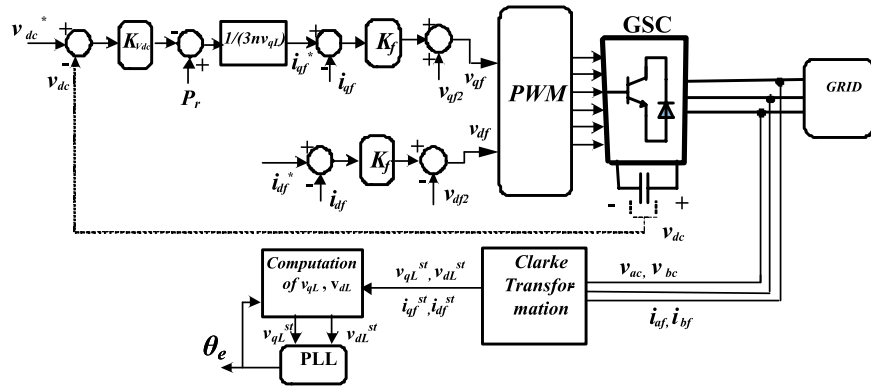 v_dc^*
+
-
v_dc
K_Vdc
-
+
P_r
1/(3nv_qL)
i_qf^*
+
-
i_qf
K_f
+
+
v_qf2
v_qf
PWM
GSC
GRID
i_df^*
+
-
i_df
K_f
+
-
v_df2
v_df
-
+
v_dc
Computation
of v_qL , v_dL
v_qL^st, v_dL^st
i_qf^st, i_df^st
Clarke
Transfor-
mation
v_ac, v_bc
i_af, i_bf
v_qL^st
v_dL^st
θ_e
PLL